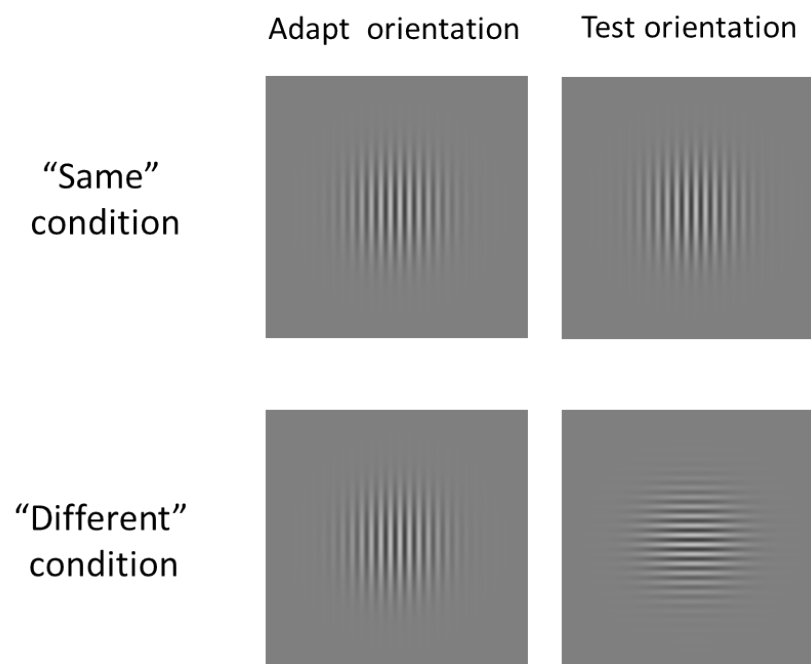 Adapt  orientation
Test orientation
“Same”
condition
“Different”
condition